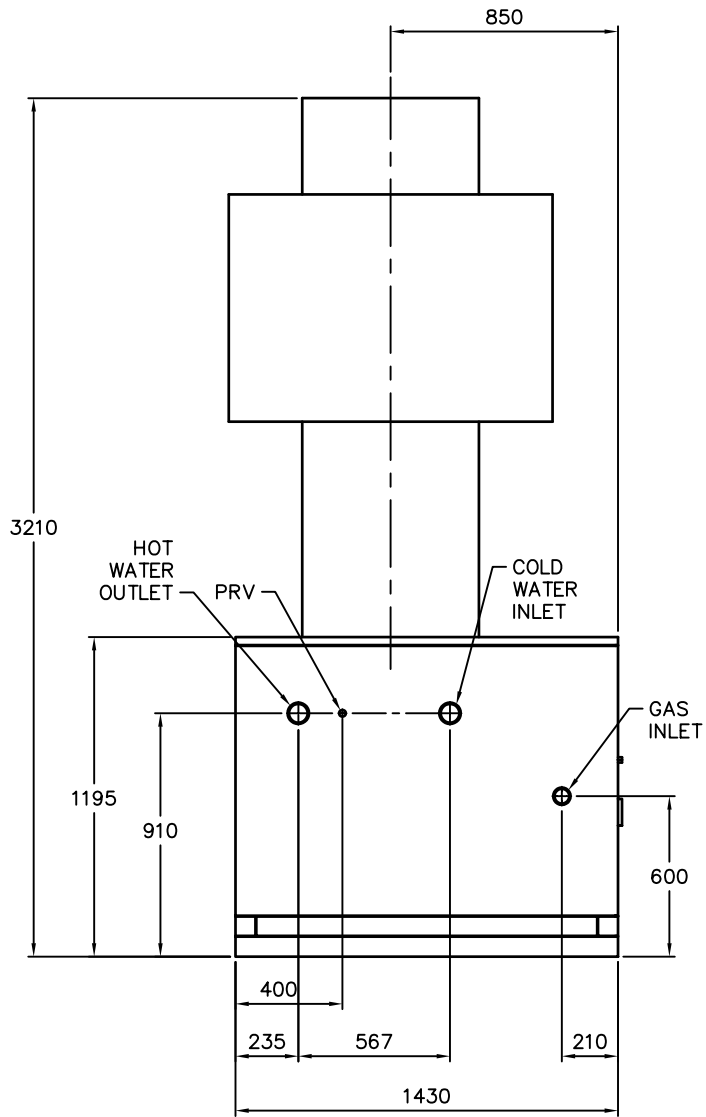 850
3210
HOT
WATER
OUTLET
PRV
COLD
WATER
INLET
GAS
INLET
1195
910
600
400
235
567
210
1430